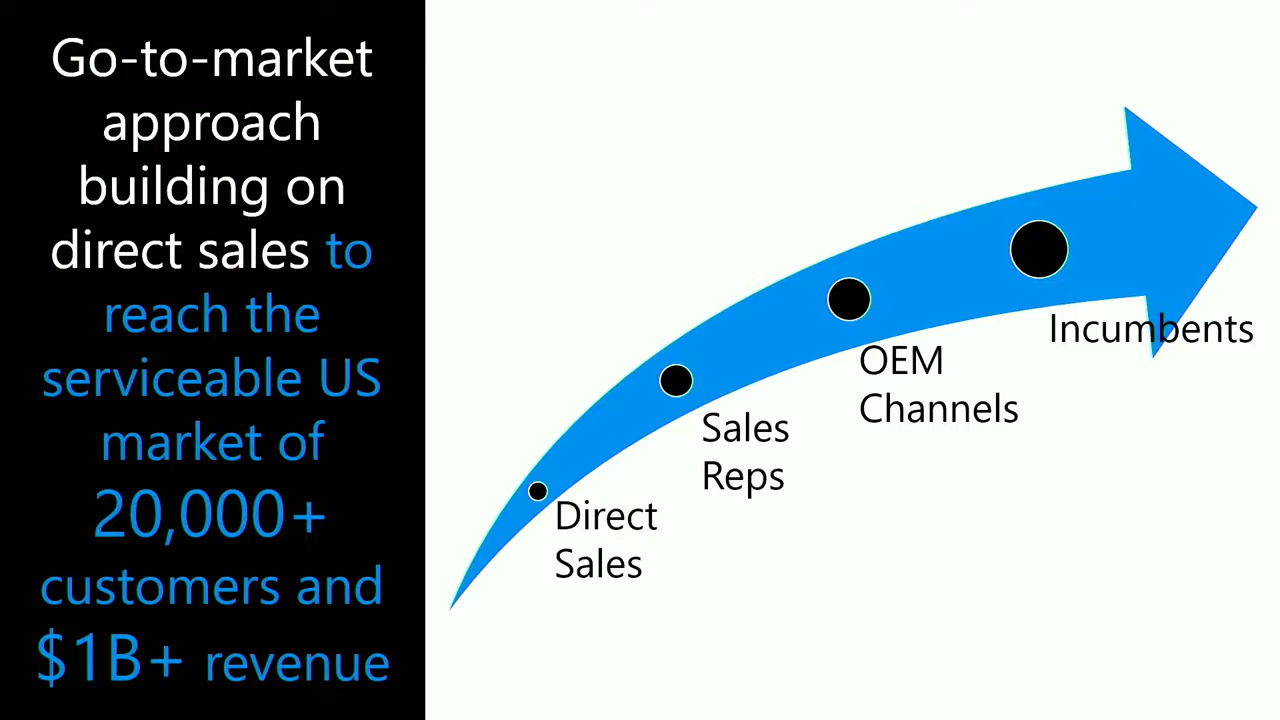 Go-to-market
approach
building on
direct sales to
reach the
serviceable US
market of
20,000+
customers and
$1B+ revenue
Direct
Sales
Sales
Reps
OEM
Channels
Incumbents